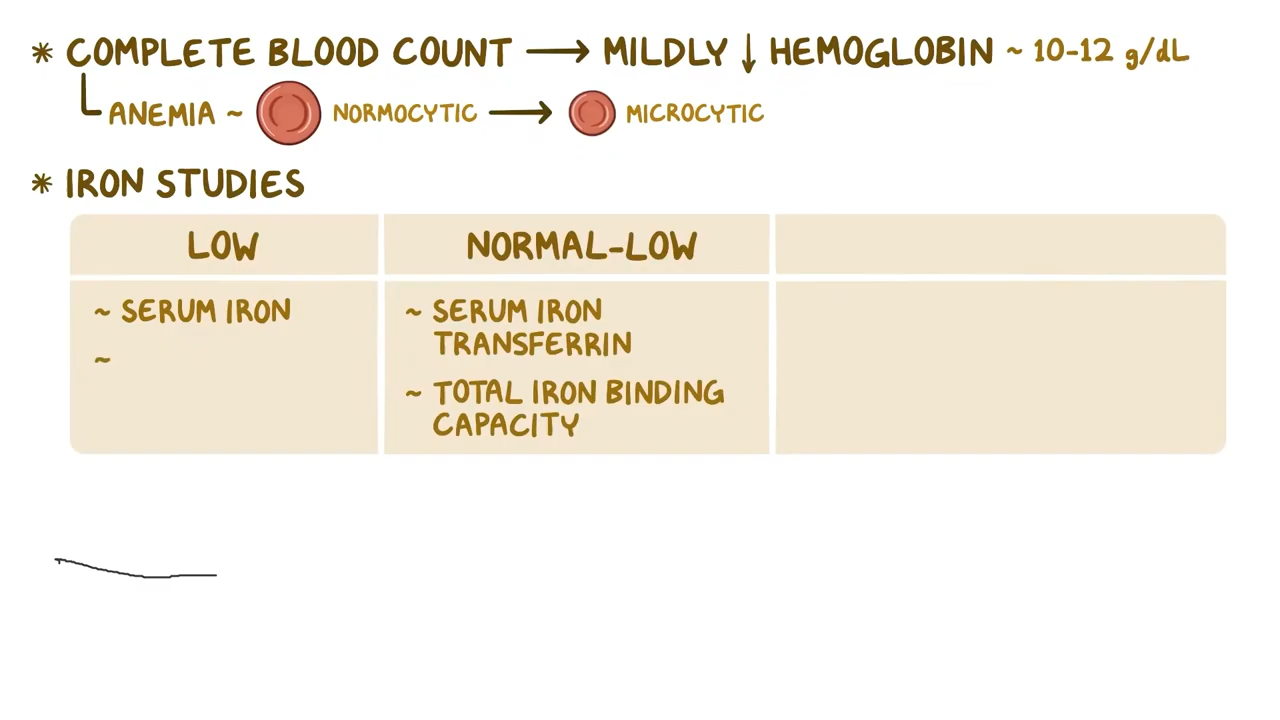 * COMPLETE BLOOD COUNT → MILDLY ↓ HEMOGLOBIN ~ 10-12 g/dL
ANEMIA ~ NORMOCYTIC → MICROCYTIC
* IRON STUDIES
LOW
~ SERUM IRON
~
NORMAL-LOW
~ SERUM IRON
TRANSFERRIN
~ TOTAL IRON BINDING
CAPACITY